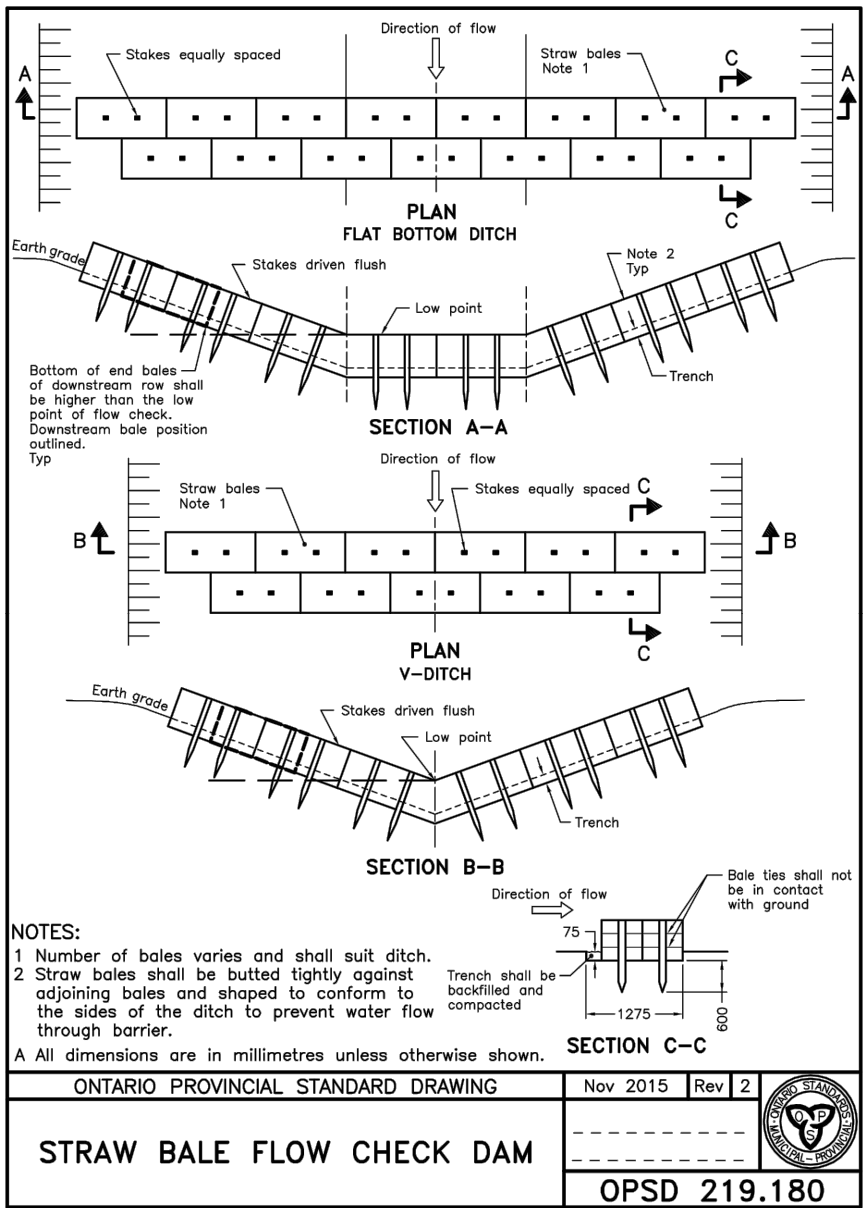 Direction of flow
Stakes equally spaced
Straw bales
Note 1
C
A
A
C
PLAN
FLAT BOTTOM DITCH
Earth grade
Stakes driven flush
Note 2
Typ
Low point
Bottom of end bales
of downstream row shall
be higher than the low
point of flow check.
Downstream bale position
outlined.
Typ
Trench
SECTION A-A
Direction of flow
Straw bales
Note 1
Stakes equally spaced
C
B
B
C
PLAN
V-DITCH
Earth grade
Stakes driven flush
Low point
Trench
SECTION B-B
Direction of flow
Bale ties shall not
be in contact
with ground
75
Trench shall be
backfilled and
compacted
1275
600
SECTION C-C
NOTES:
1 Number of bales varies and shall suit ditch.
2 Straw bales shall be butted tightly against
adjoining bales and shaped to conform to
the sides of the ditch to prevent water flow
through barrier.
A All dimensions are in millimetres unless otherwise shown.
ONTARIO PROVINCIAL STANDARD DRAWING
Nov 2015
Rev
2
STRAW BALE FLOW CHECK DAM
ONTARIO STANDARDS
OPS
MUNICIPAL-PROVINCIAL
OPSD 219.180